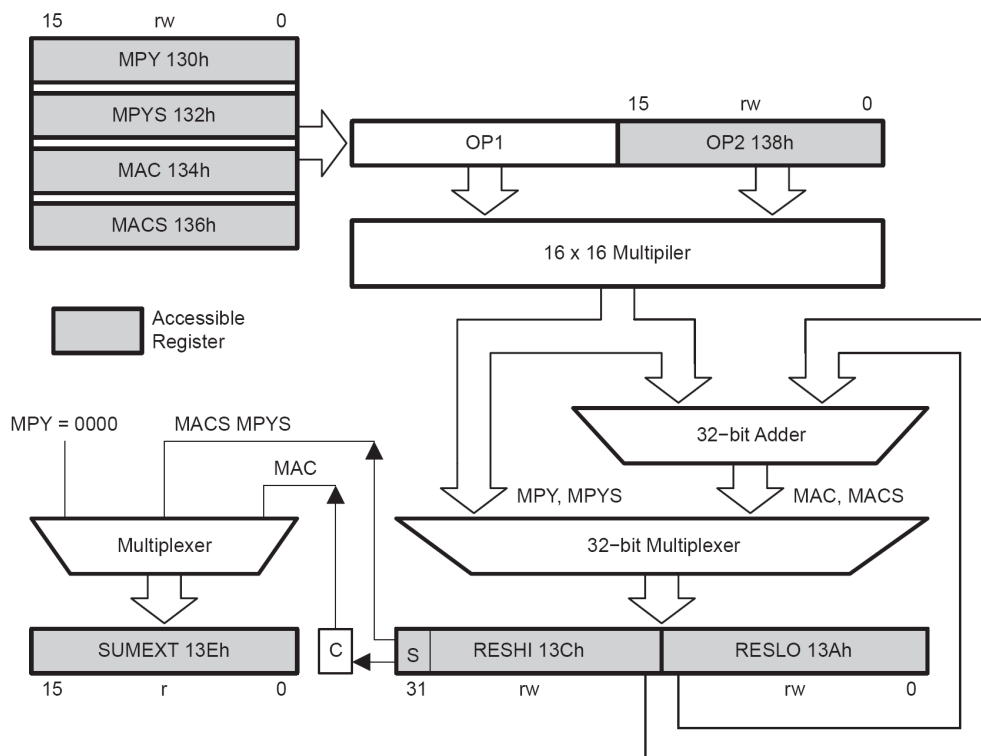 15 rw 0
MPY 130h
MPYS 132h
MAC 134h
MACS 136h
15 rw 0
OP1
OP2 138h
16 x 16 Multipiler
Accessible
Register
MPY = 0000
MACS MPYS
MAC
32−bit Adder
MPY, MPYS
MAC, MACS
Multiplexer
32−bit Multiplexer
SUMEXT 13Eh
C
S
RESHI 13Ch
RESLO 13Ah
15 r 0
31 rw
rw 0